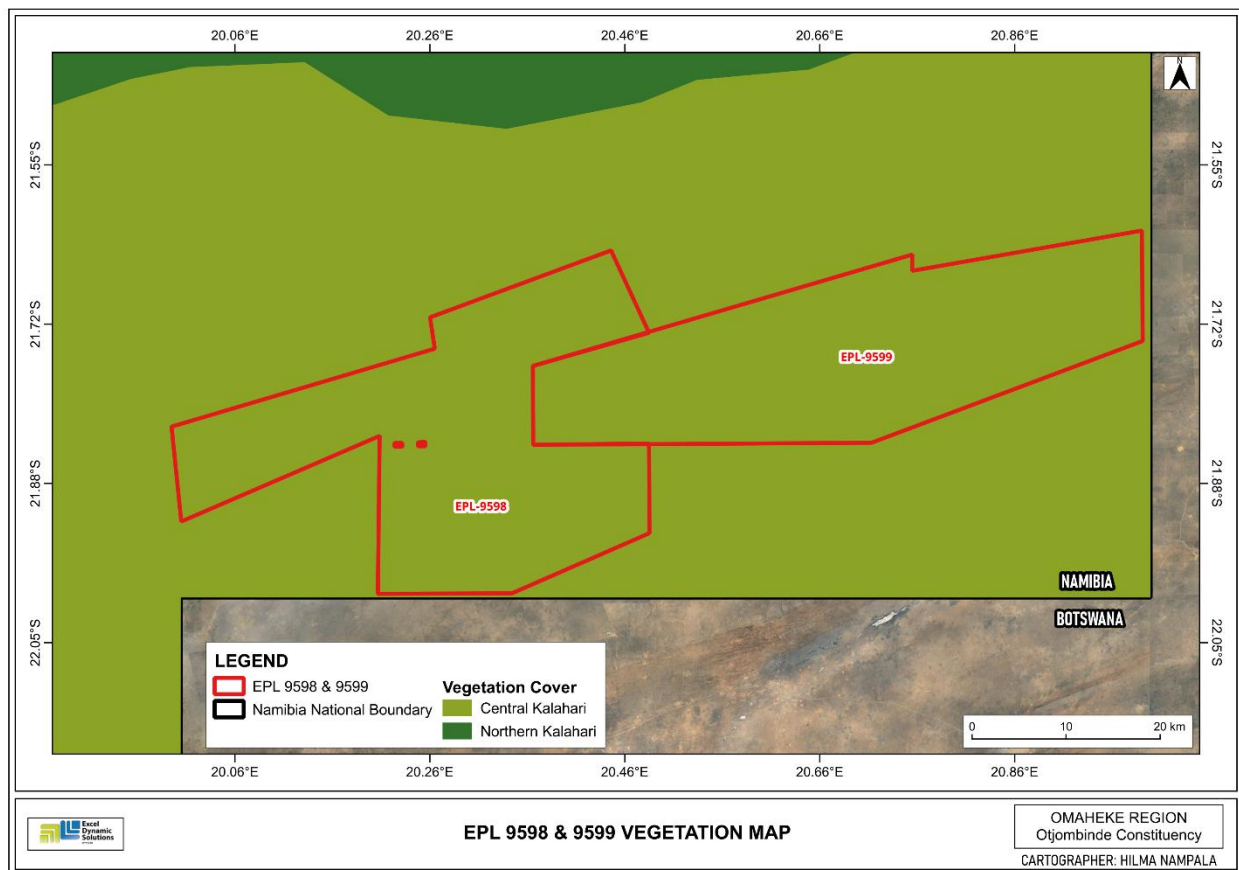 20.06°E 20.26°E 20.46°E 20.66°E 20.86°E
N
21.55°S 21.55°S
21.72°S 21.72°S
EPL-9599
21.88°S 21.88°S
EPL-9598
NAMIBIA
BOTSWANA
22.05°S 22.05°S
LEGEND
EPL 9598 & 9599
Namibia National Boundary
Vegetation Cover
Central Kalahari
Northern Kalahari
0 10 20 km
20.06°E 20.26°E 20.46°E 20.66°E 20.86°E
Excel
Dynamic
Solutions
EPL 9598 & 9599 VEGETATION MAP
OMAHEKE REGION
Otjombinde Constituency
CARTOGRAPHER: HILMA NAMPALA